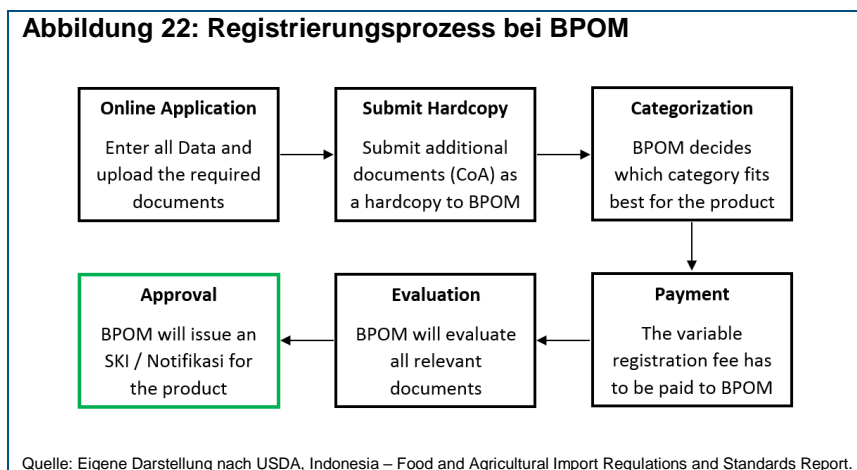 Abbildung 22: Registrierungsprozess bei BPOM
Online Application
Enter all Data and
upload the required
documents
Submit Hardcopy
Submit additional
documents (CoA) as
a hardcopy to BPOM
Categorization
BPOM decides
which category fits
best for the product
Payment
The variable
registration fee has
to be paid to BPOM
Evaluation
BPOM will evaluate
all relevant
documents
Approval
BPOM will issue an
SKI / Notifikasi for
the product
Quelle: Eigene Darstellung nach USDA, Indonesia – Food and Agricultural Import Regulations and Standards Report.